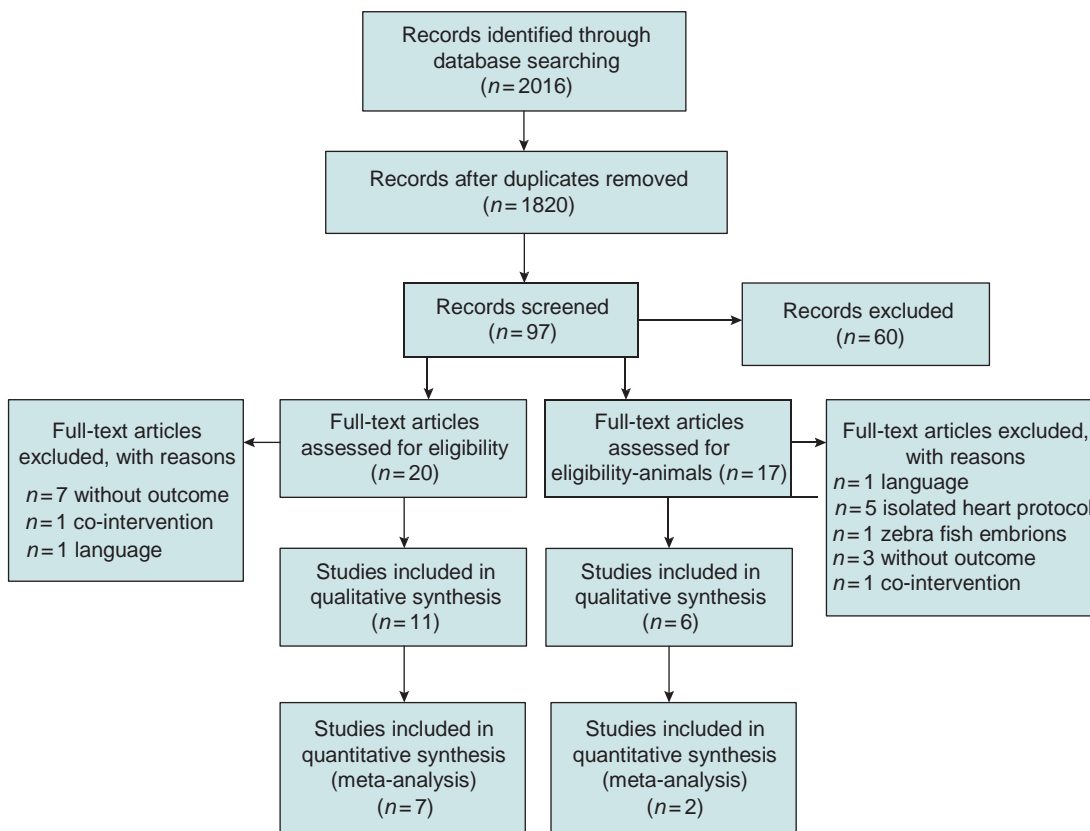 Records identified through
database searching
(n=2016)
Records after duplicates removed
(n=1820)
Records screened
(n=97)
Records excluded
(n=60)
Full-text articles
excluded, with reasons
n=7 without outcome
n=1 co-intervention
n=1 language
Full-text articles
assessed for eligibility
(n=20)
Full-text articles
assessed for
eligibility-animals (n=17)
Full-text articles excluded,
with reasons
n=1 language
n=5 isolated heart protocol
n=1 zebra fish embrions
n=3 without outcome
n=1 co-intervention
Studies included in
qualitative synthesis
(n=11)
Studies included in
qualitative synthesis
(n=6)
Studies included in
quantitative synthesis
(meta-analysis)
(n=7)
Studies included in
quantitative synthesis
(meta-analysis)
(n=2)